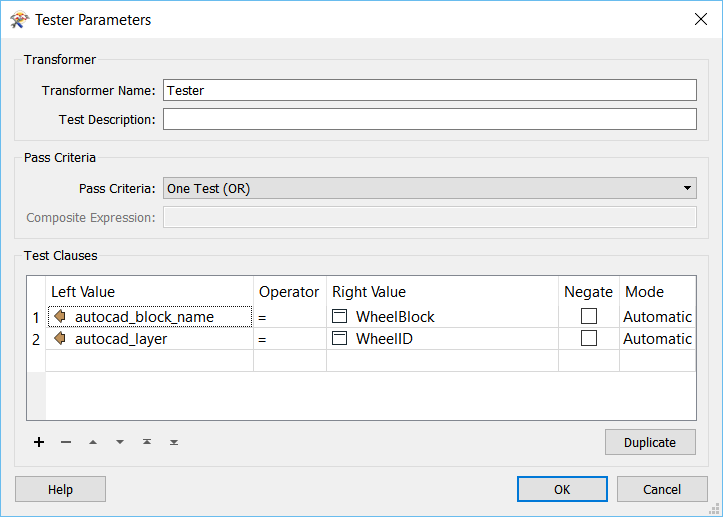 Tester Parameters
Transformer
Transformer Name: Tester
Test Description:
Pass Criteria
Pass Criteria: One Test (OR)
Composite Expression:
Test Clauses
Left Value Operator Right Value Negate Mode
1 autocad_block_name = WheelBlock Automatic
2 autocad_layer = WheelID Automatic
Duplicate
Help OK Cancel